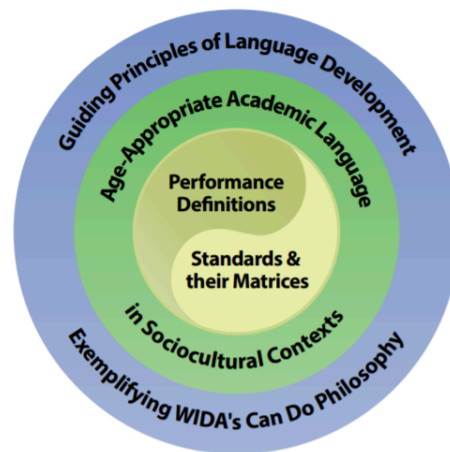 Guiding Principles of Language Development
Age-Appropriate Academic Language
Performance
Definitions
Standards &
their Matrices
in Sociocultural Contexts
Exemplifying WIDA's Can Do Philosophy